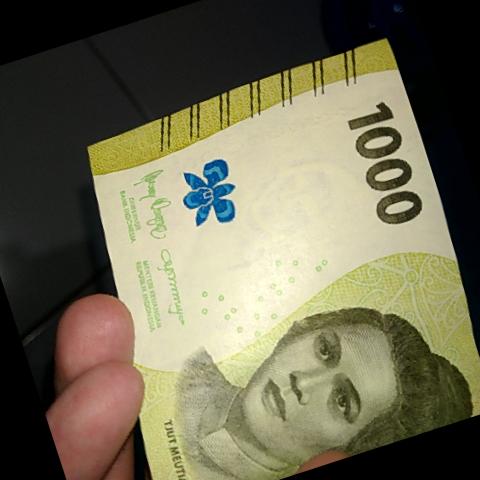 1000
GUBERNUR
BANK INDONESIA
MENTERI KEUANGAN
REPUBLIK INDONESIA
TJUT MEUTIA